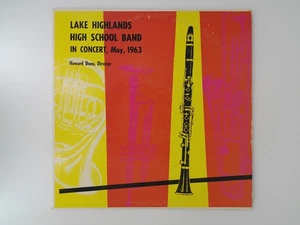 LAKE HIGHLANDS
HIGH SCHOOL BAND
IN CONCERT, May, 1963
Howard Dunn, Director